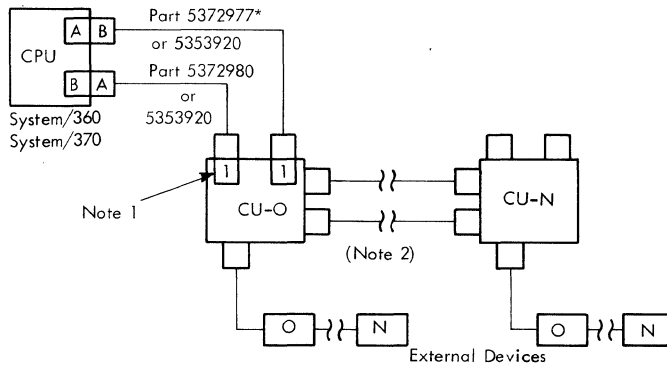 Part 5372977*
A B
or 5353920
CPU
Part 5372980
B A
or
System/360
5353920
System/370
1 1
Note 1
CU-O
CU-N
(Note 2)
O N
O N
External Devices